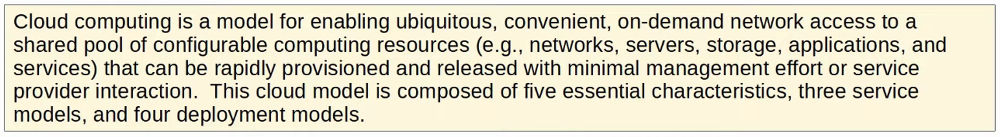 Cloud computing is a model for enabling ubiquitous, convenient, on-demand network access to a
shared pool of configurable computing resources (e.g., networks, servers, storage, applications, and
services) that can be rapidly provisioned and released with minimal management effort or service
provider interaction.  This cloud model is composed of five essential characteristics, three service
models, and four deployment models.